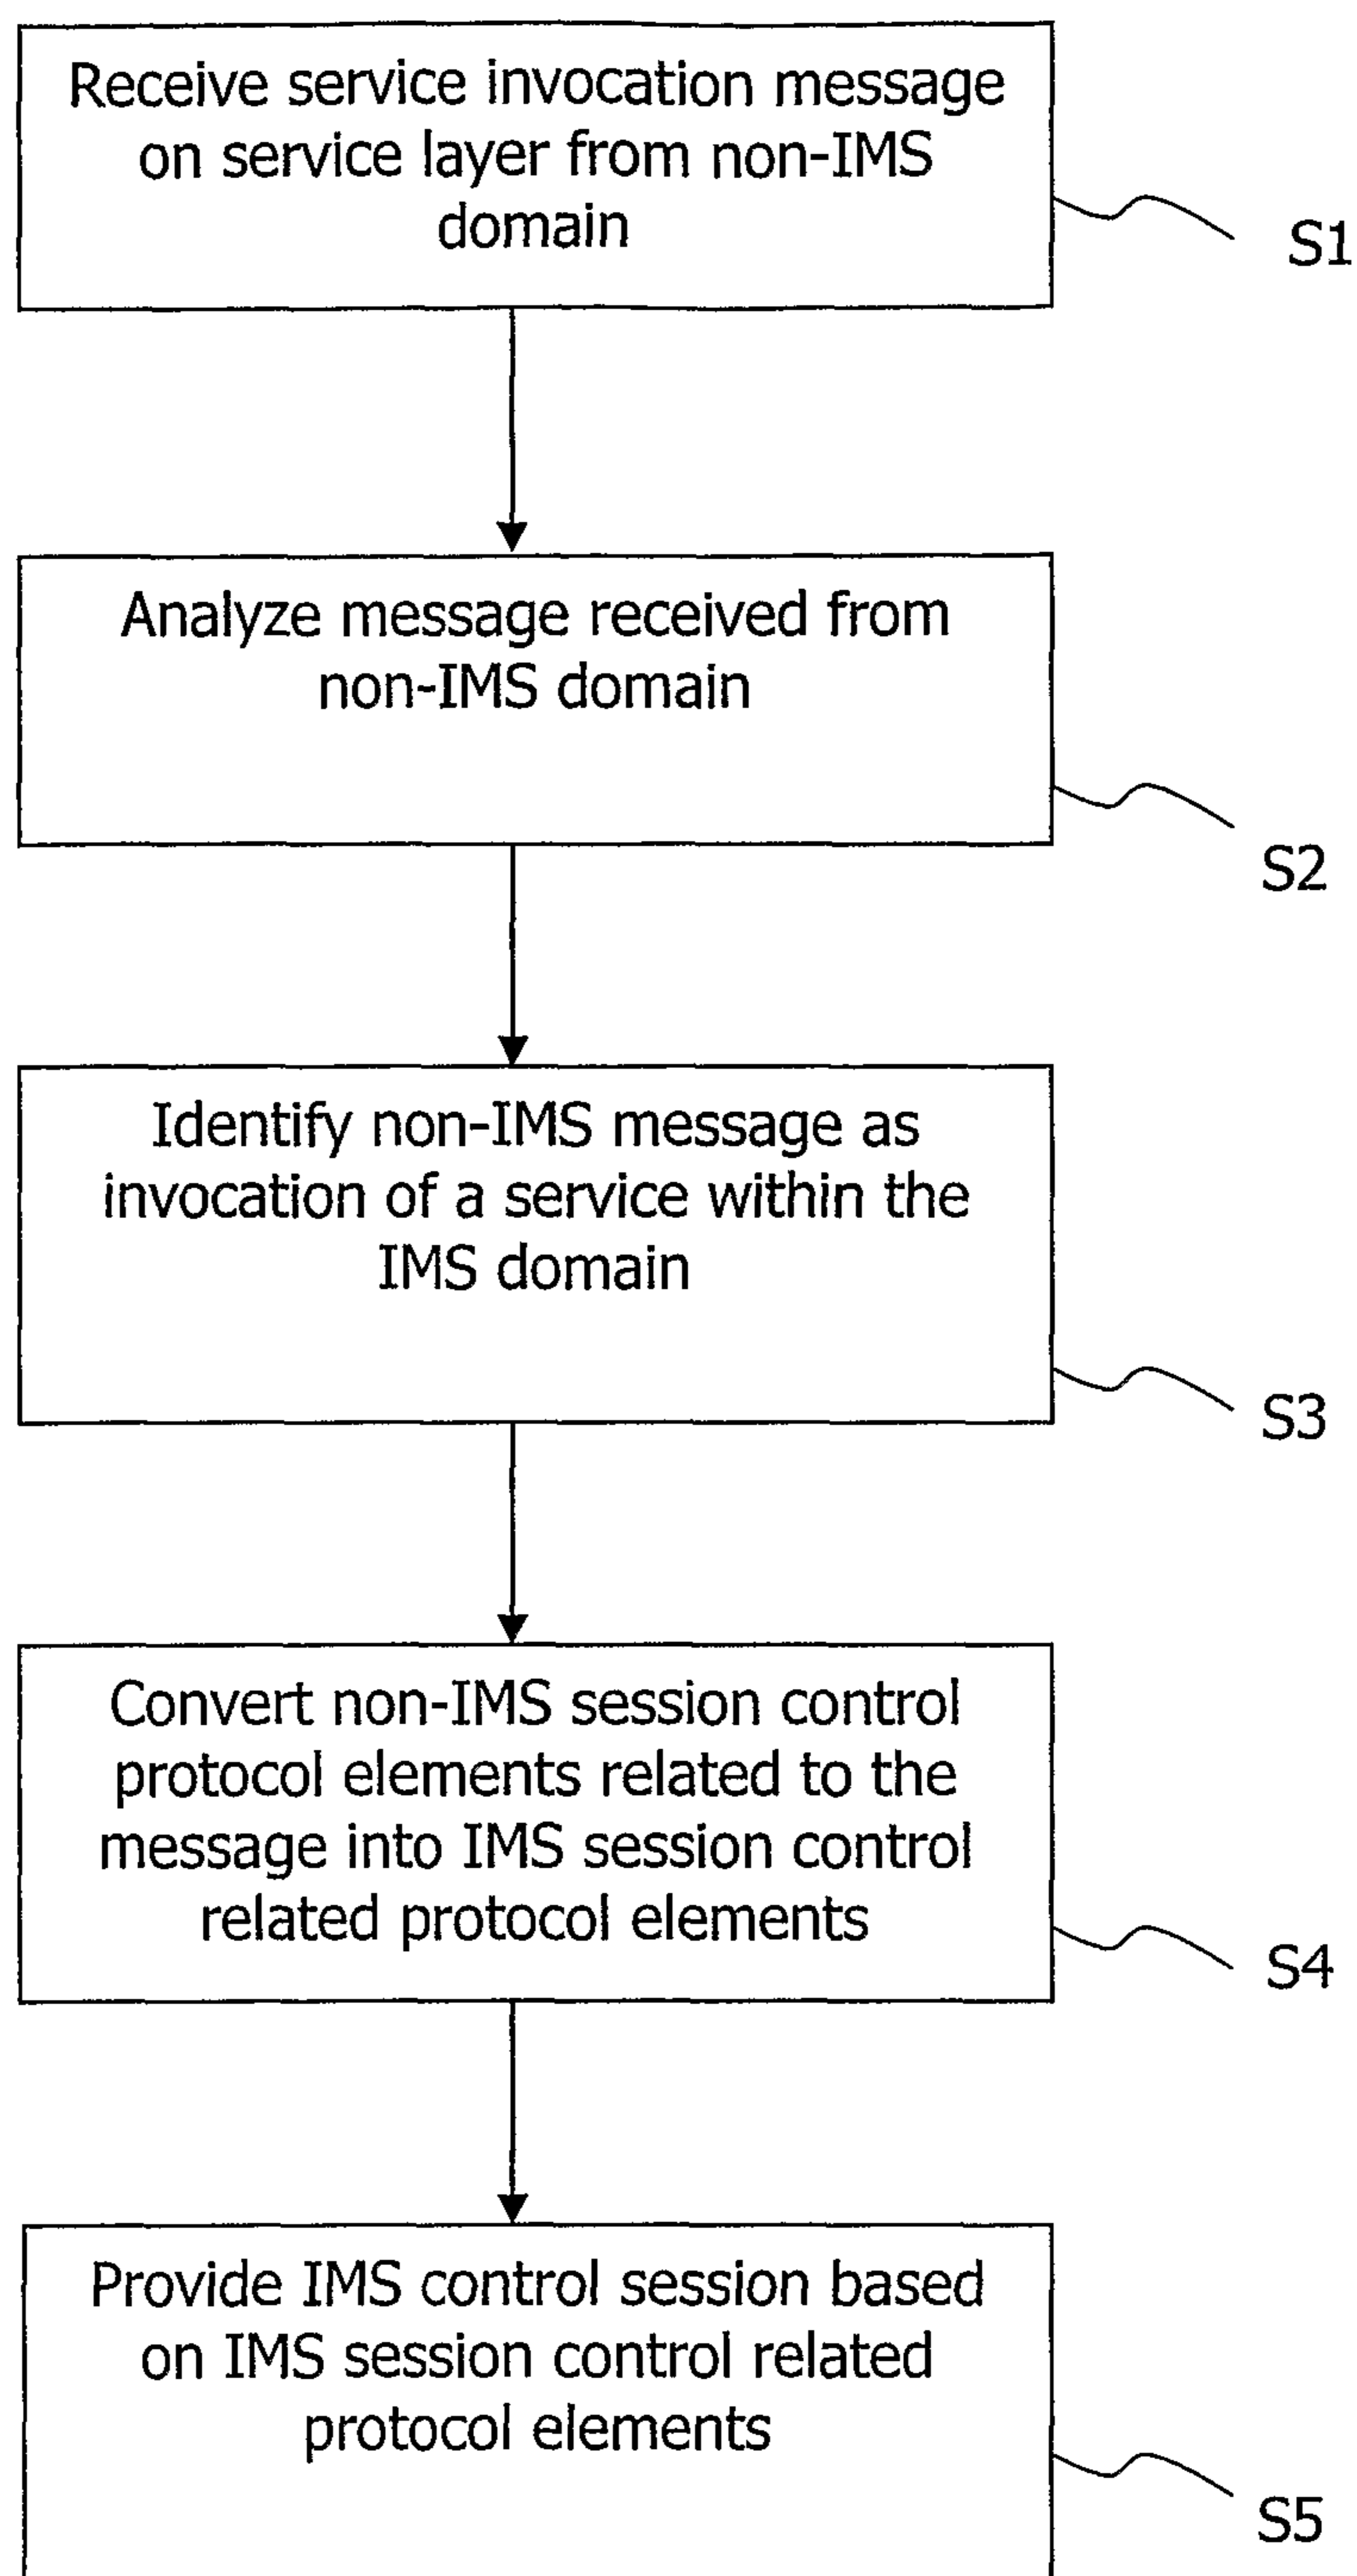 Receive service invocation message
on service layer from non-IMS
domain
S1
Analyze message received from
non-IMS domain
S2
Identify non-IMS message as
invocation of a service within the
IMS domain
S3
Convert non-IMS session control
protocol elements related to the
message into IMS session control
related protocol elements
S4
Provide IMS control session based
on IMS session control related
protocol elements
S5